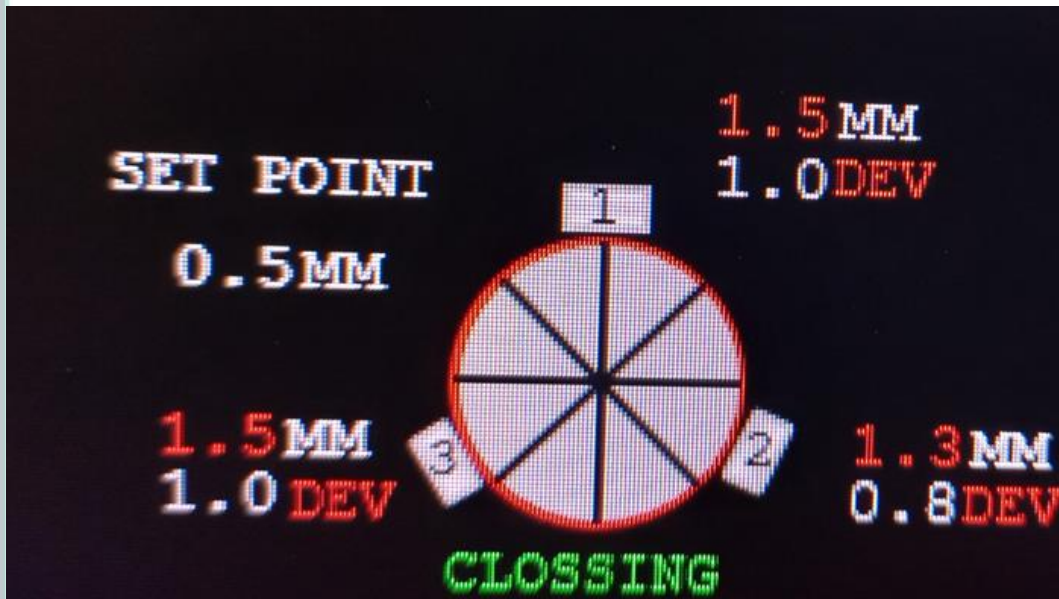 SET POINT
0.5MM
1.5MM
1.0DEV
1
1.5MM
1.0DEV
3
2
1.3MM
0.8DEV
CLOSSING